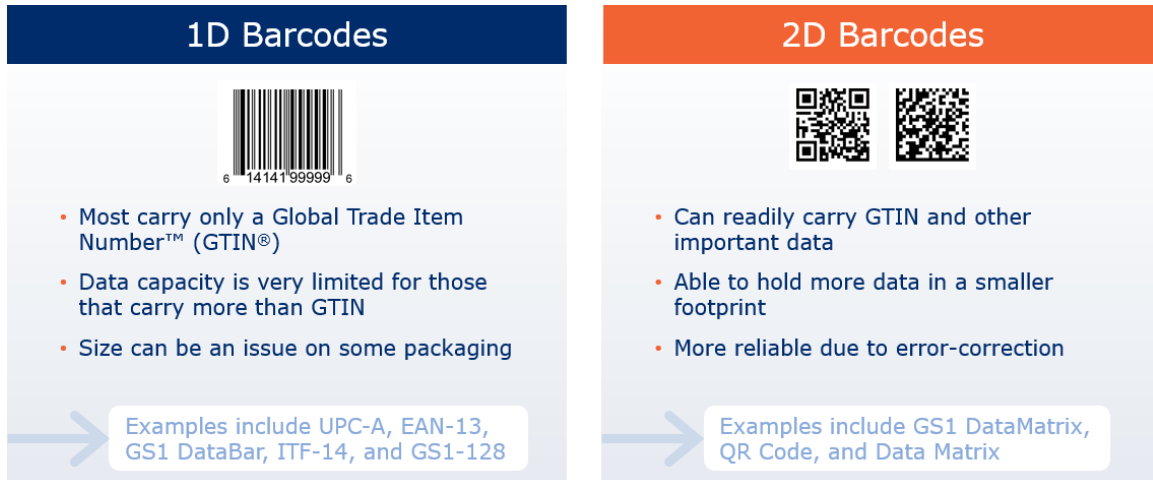 1D Barcodes
6 14141 99999 6
• Most carry only a Global Trade Item
Number™ (GTIN®)
• Data capacity is very limited for those
that carry more than GTIN
• Size can be an issue on some packaging
Examples include UPC-A, EAN-13,
GS1 DataBar, ITF-14, and GS1-128
2D Barcodes
• Can readily carry GTIN and other
important data
• Able to hold more data in a smaller
footprint
• More reliable due to error-correction
Examples include GS1 DataMatrix,
QR Code, and Data Matrix